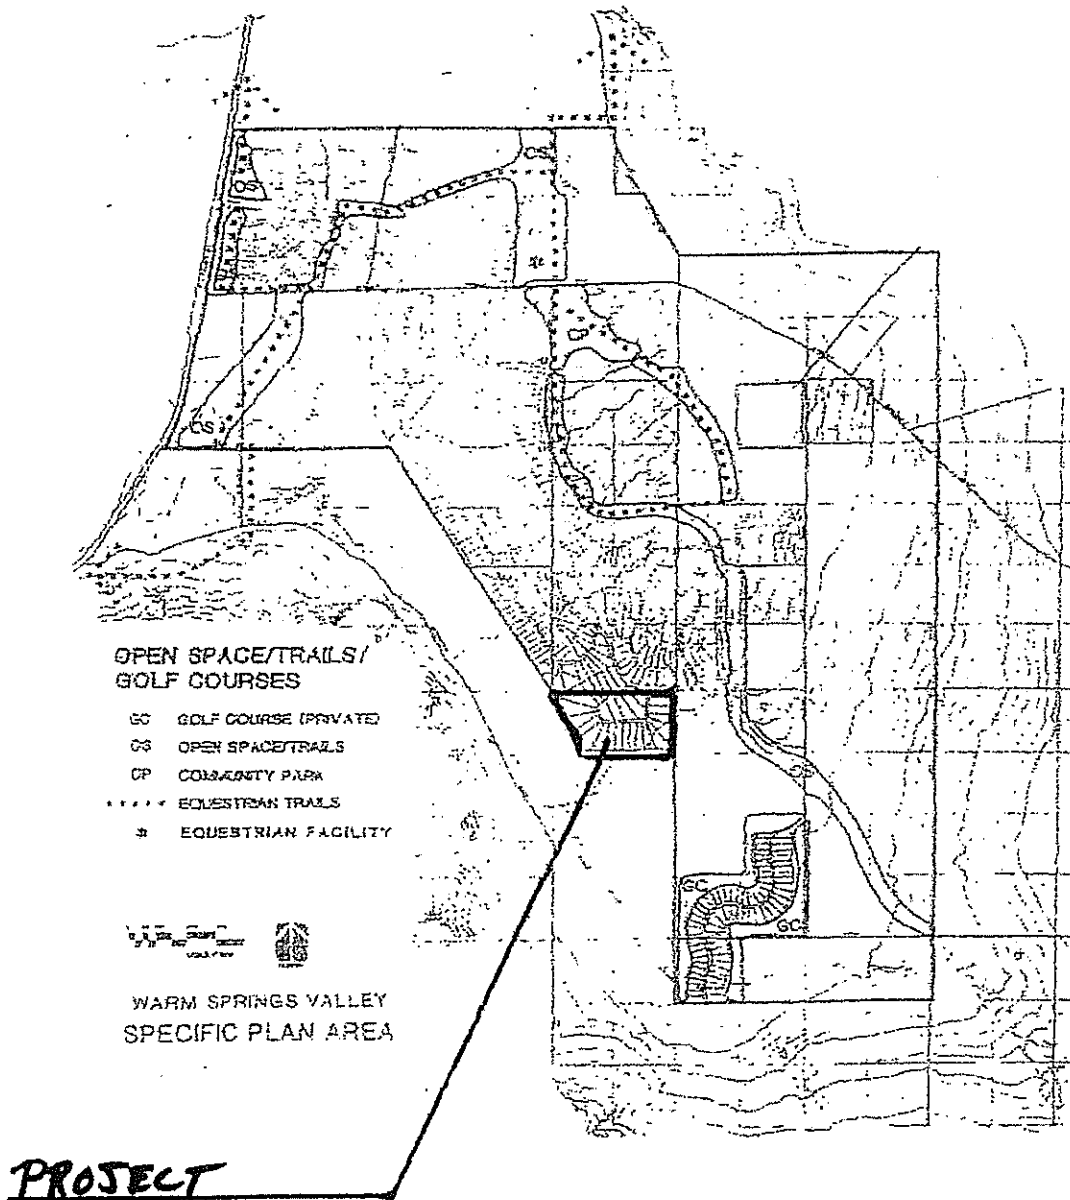 OS
OS
OS
OPEN SPACE/TRAILS/
GOLF COURSES
GC GOLF COURSE (PRIVATE)
OS OPEN SPACE/TRAILS
CP COMMUNITY PARK
EQUESTRIAN TRAILS
* EQUESTRIAN FACILITY
OS
GC
GC
WARM SPRINGS VALLEY
SPECIFIC PLAN AREA
PROJECT